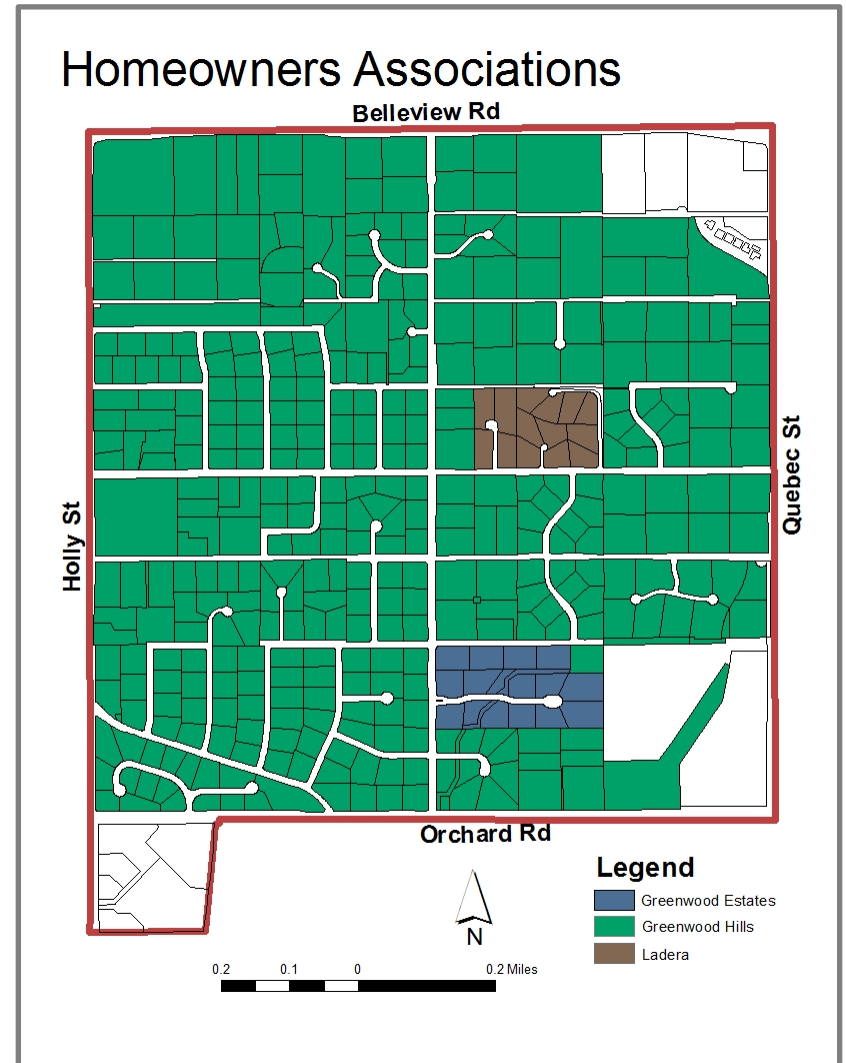 Homeowners Associations
Belleview Rd
Quebec St
Holly St
Orchard Rd
Legend
Greenwood Estates
Greenwood Hills
Ladera
N
0.2 0.1 0 0.2 Miles